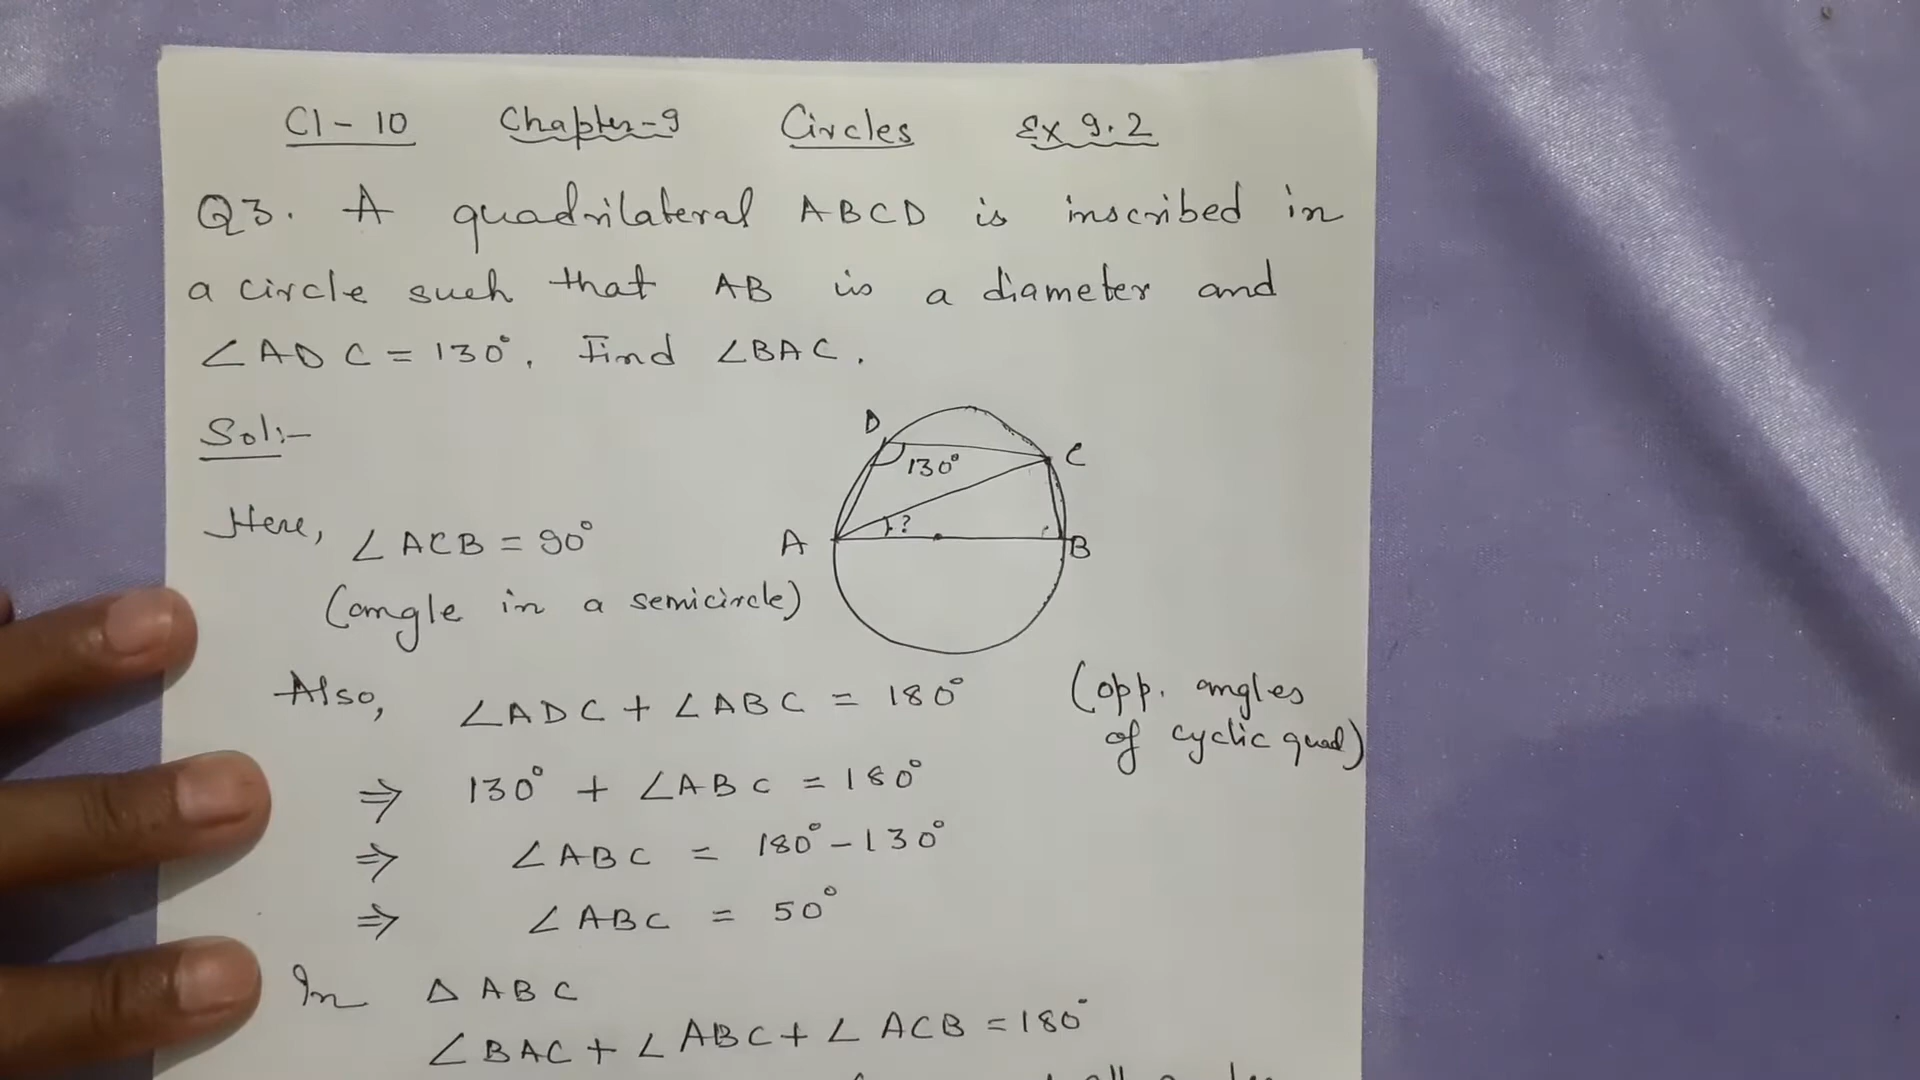 Cl - 10 Chapter-9 Circles Ex 9.2
Q3. A quadrilateral ABCD is inscribed in
a circle such that AB is a diameter and
∠ADC = 130°. Find ∠BAC.
Sol:-
D
C
130°
?
A
B
Here, ∠ACB = 90°
(angle in a semicircle)
Also, ∠ADC + ∠ABC = 180° (opp. angles
of cyclic quad)
⇒ 130° + ∠ABC = 180°
⇒ ∠ABC = 180° - 130°
⇒ ∠ABC = 50°
In △ABC
∠BAC + ∠ABC + ∠ACB = 180°